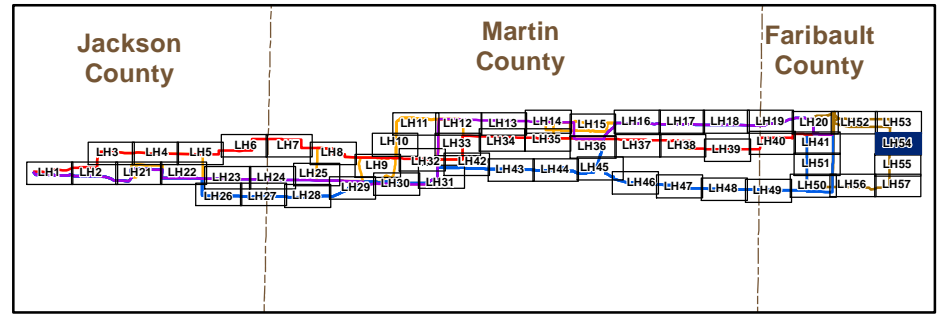 Jackson
County
Martin
County
Faribault
County
LH11 LH12 LH13 LH14 LH15 LH16 LH17 LH18 LH19 LH20 LH52 LH53
LH3 LH4 LH5 LH6 LH7 LH8 LH10 LH33 LH34 LH35 LH36 LH37 LH38 LH39 LH40 LH41 LH54
LH1 LH2 LH21 LH22 LH23 LH24 LH25 LH9 LH32 LH42 LH43 LH44 LH45 LH51 LH55
LH26 LH27 LH28 LH29 LH30 LH31 LH46 LH47 LH48 LH49 LH50 LH56 LH57